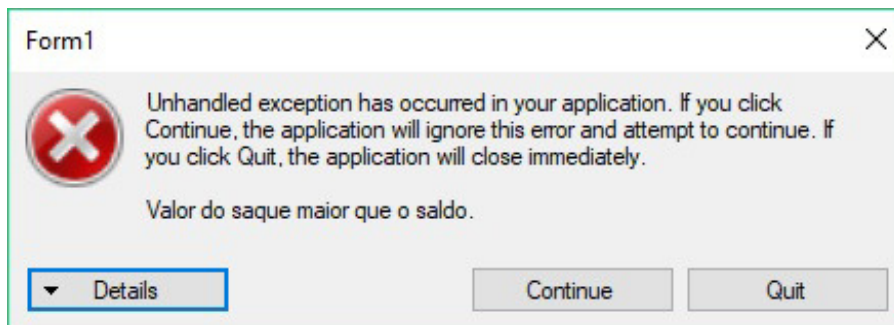 Form1
Unhandled exception has occurred in your application. If you click
Continue, the application will ignore this error and attempt to continue. If
you click Quit, the application will close immediately.
Valor do saque maior que o saldo.
Details
Continue
Quit